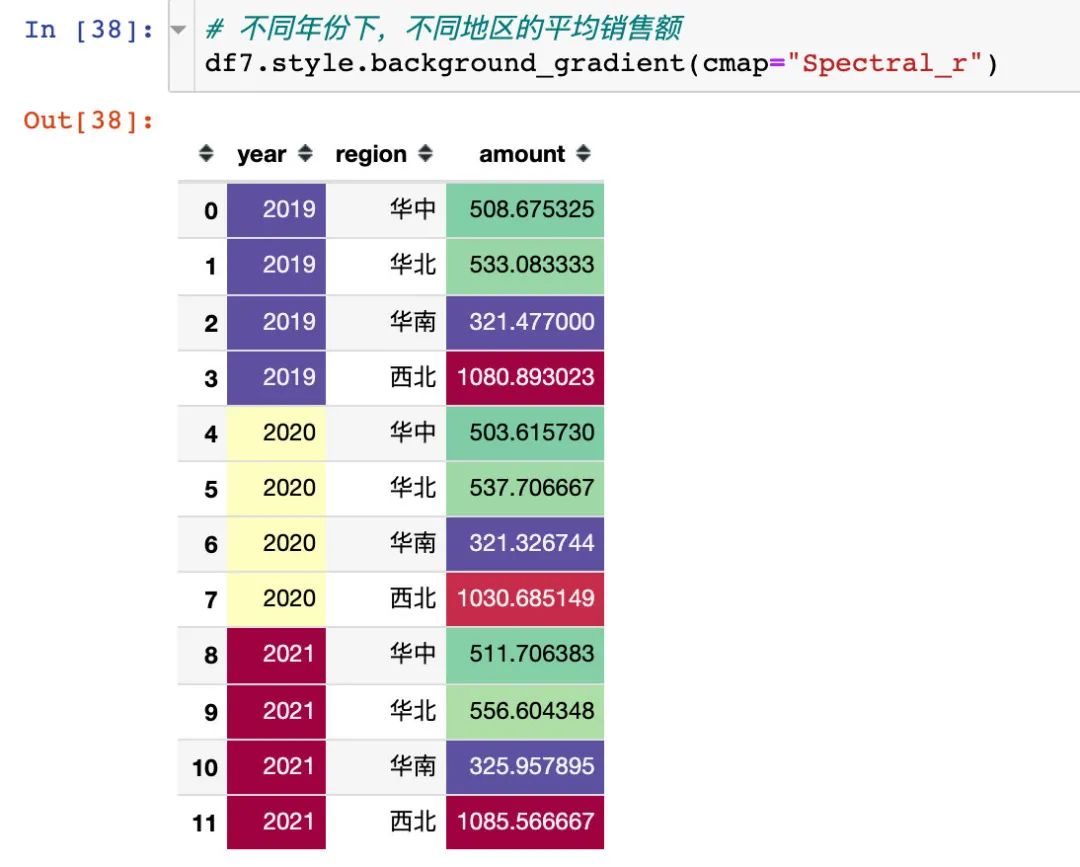 In [38]: # 不同年份下，不同地区的平均销售额
df7.style.background_gradient(cmap="Spectral_r")
Out[38]:
year region amount
0 2019 华中 508.675325
1 2019 华北 533.083333
2 2019 华南 321.477000
3 2019 西北 1080.893023
4 2020 华中 503.615730
5 2020 华北 537.706667
6 2020 华南 321.326744
7 2020 西北 1030.685149
8 2021 华中 511.706383
9 2021 华北 556.604348
10 2021 华南 325.957895
11 2021 西北 1085.566667